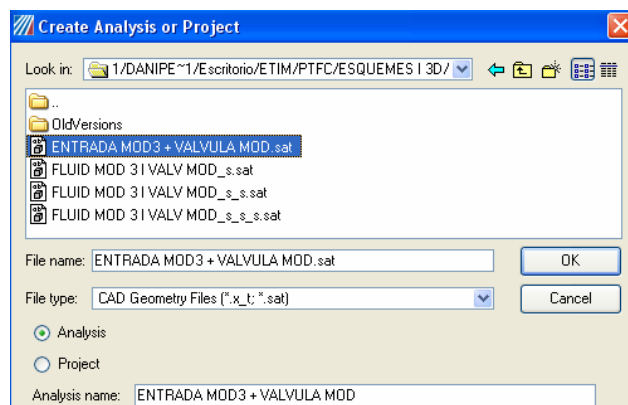 Create Analysis or Project
Look in: 1/DANIPE~1/Escritorio/ETIM/PTFC/ESQUEMES I 3D/
..
OldVersions
ENTRADA MOD3 + VALVULA MOD.sat
FLUID MOD 3 I VALV MOD_s.sat
FLUID MOD 3 I VALV MOD_s_s.sat
FLUID MOD 3 I VALV MOD_s_s_s.sat
File name: ENTRADA MOD3 + VALVULA MOD.sat OK
File type: CAD Geometry Files (*.x_t; *.sat) Cancel
Analysis
Project
Analysis name: ENTRADA MOD3 + VALVULA MOD